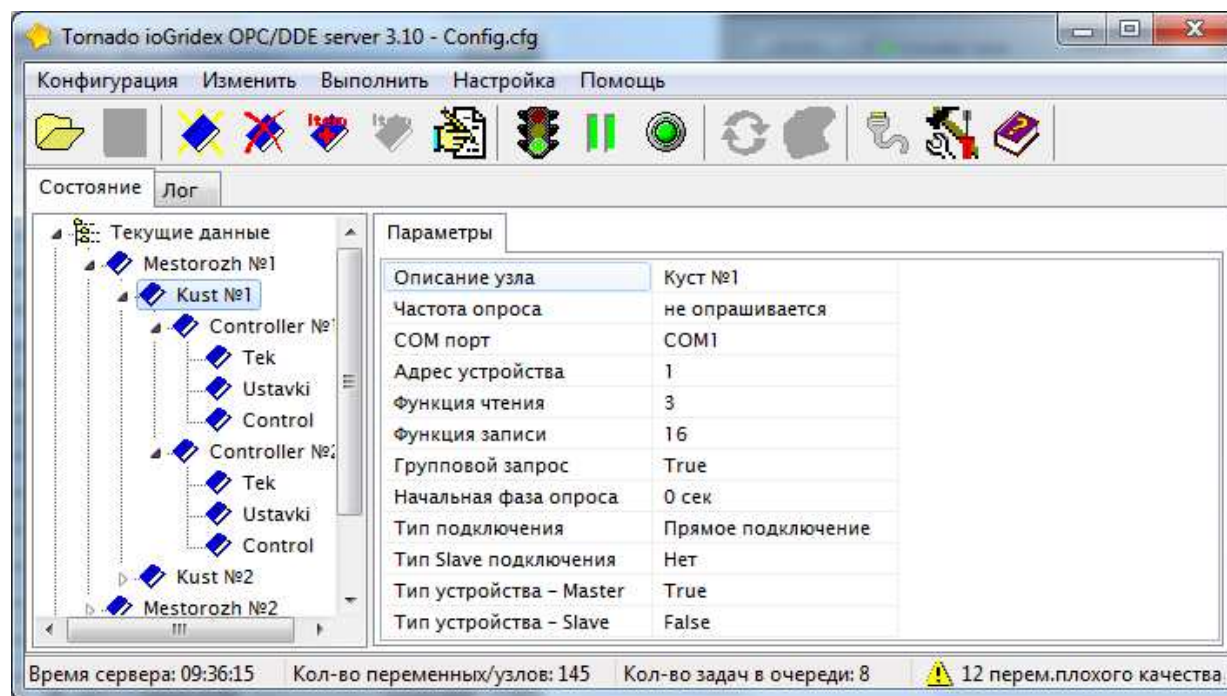 Tornado ioGridex OPC/DDE server 3.10 - Config.cfg
Конфигурация Изменить Выполнить Настройка Помощь
Состояние Лог
Текущие данные
Mestorozh №1
Kust №1
Controller №1
Tek
Ustavki
Control
Controller №2
Tek
Ustavki
Control
Kust №2
Mestorozh №2
Параметры
Описание узла Куст №1
Частота опроса не опрашивается
COM порт COM1
Адрес устройства 1
Функция чтения 3
Функция записи 16
Групповой запрос True
Начальная фаза опроса 0 сек
Тип подключения Прямое подключение
Тип Slave подключения Нет
Тип устройства - Master True
Тип устройства - Slave False
Время сервера: 09:36:15 Кол-во переменных/узлов: 145 Кол-во задач в очереди: 8 12 перем.плохого качества